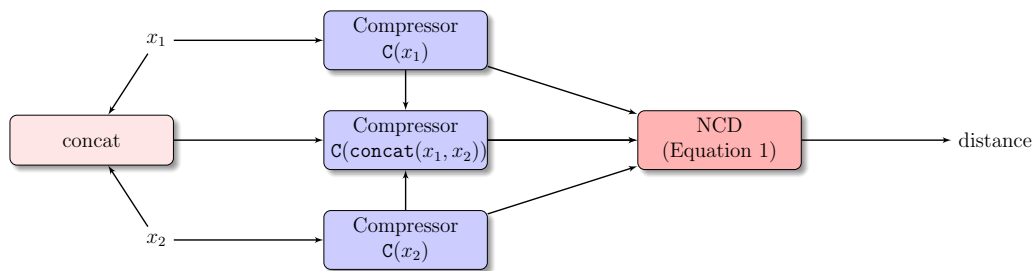 x₁
Compressor
C(x₁)
concat
Compressor
C(concat(x₁, x₂))
NCD
(Equation 1)
distance
x₂
Compressor
C(x₂)